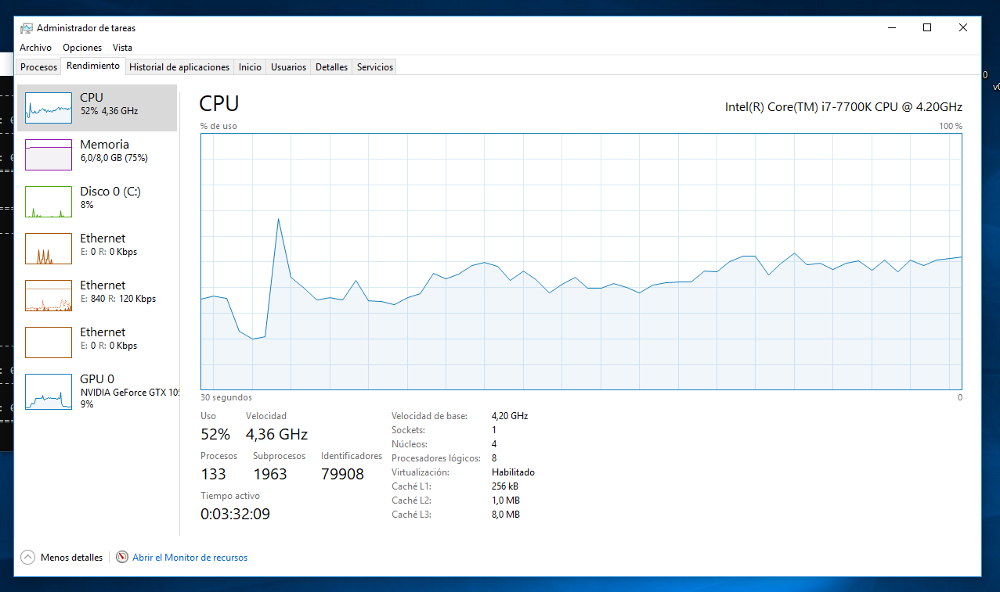 Administrador de tareas
Archivo Opciones Vista
Procesos Rendimiento Historial de aplicaciones Inicio Usuarios Detalles Servicios
CPU
52% 4,36 GHz
Memoria
6,0/8,0 GB (75%)
Disco 0 (C:)
8%
Ethernet
E: 0 R: 0 Kbps
Ethernet
E: 840 R: 120 Kbps
Ethernet
E: 0 R: 0 Kbps
GPU 0
NVIDIA GeForce GTX
9%
CPU
Intel(R) Core(TM) i7-7700K CPU @ 4.20GHz
% de uso 100 %
30 segundos 0
Uso Velocidad
52% 4,36 GHz
Procesos Subprocesos Identificadores
133 1963 79908
Tiempo activo
0:03:32:09
Velocidad de base: 4,20 GHz
Sockets: 1
Núcleos: 4
Procesadores lógicos: 8
Virtualización: Habilitado
Caché L1: 256 kB
Caché L2: 1,0 MB
Caché L3: 8,0 MB
Menos detalles Abrir el Monitor de recursos